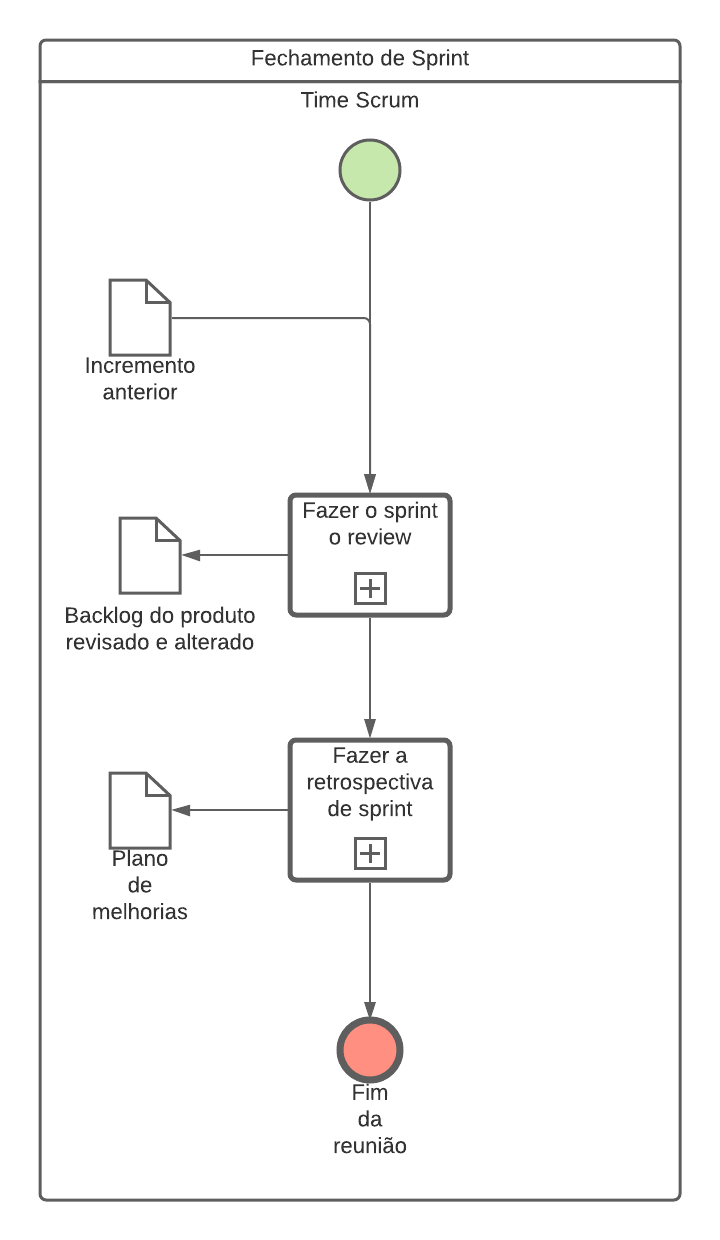 Fechamento de Sprint
Time Scrum
Incremento
anterior
Fazer o sprint
o review
Backlog do produto
revisado e alterado
Fazer a
retrospectiva
de sprint
Plano
de
melhorias
Fim
da
reunião